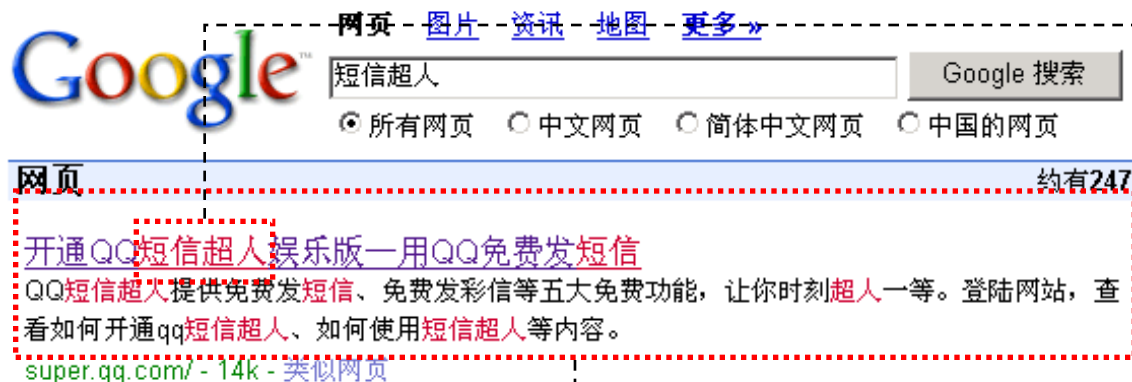 Google™
网页 图片 资讯 地图 更多 »
短信超人
Google 搜索
所有网页 中文网页 简体中文网页 中国的网页
网页
约有247
开通QQ短信超人娱乐版—用QQ免费发短信
QQ短信超人提供免费发短信、免费发彩信等五大免费功能，让你时刻超人一等。登陆网站，查
看如何开通qq短信超人、如何使用短信超人等内容。
super.qq.com/ - 14k - 类似网页